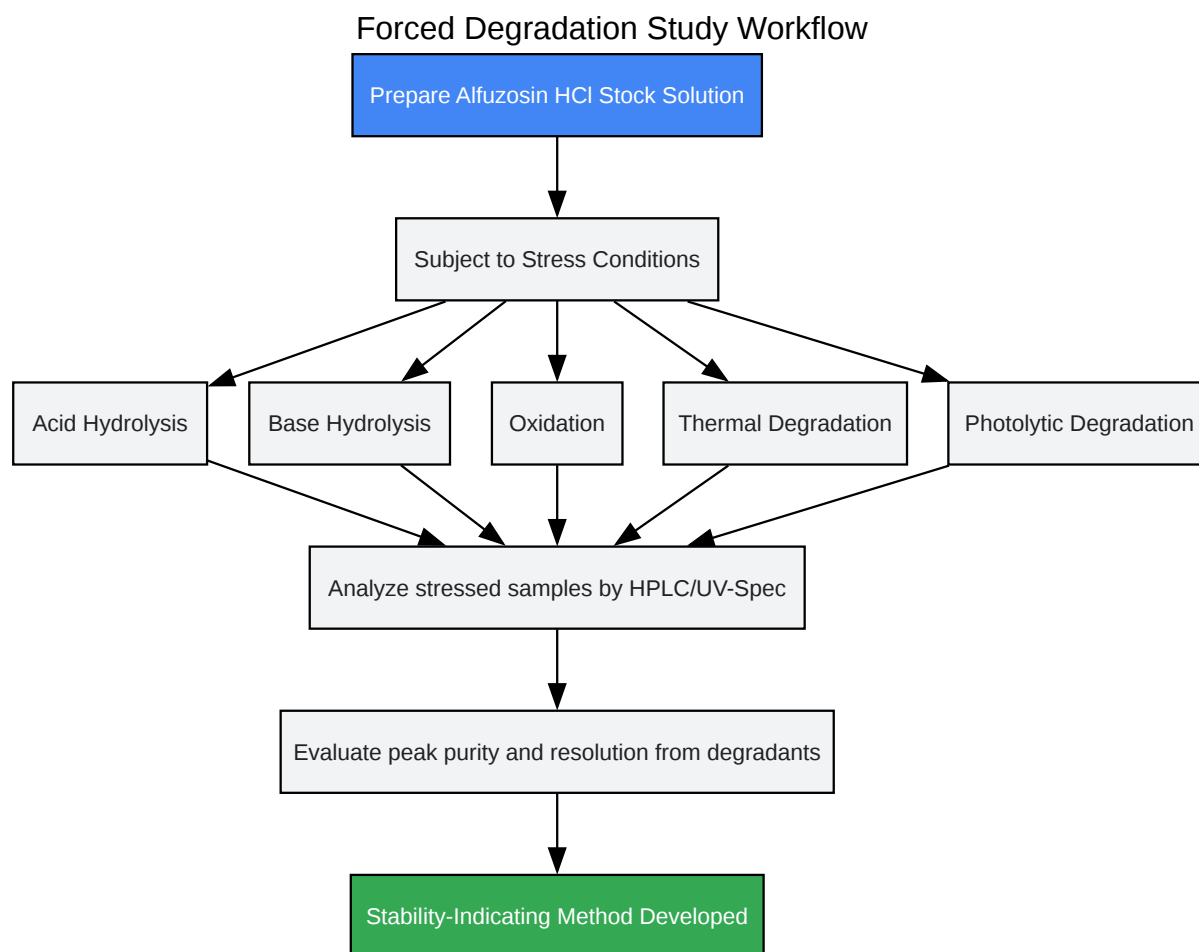 Forced Degradation Study Workflow
Prepare Alfuzosin HCl Stock Solution
Subject to Stress Conditions
Acid Hydrolysis
Base Hydrolysis
Oxidation
Thermal Degradation
Photolytic Degradation
Analyze stressed samples by HPLC/UV-Spec
Evaluate peak purity and resolution from degradants
Stability-Indicating Method Developed